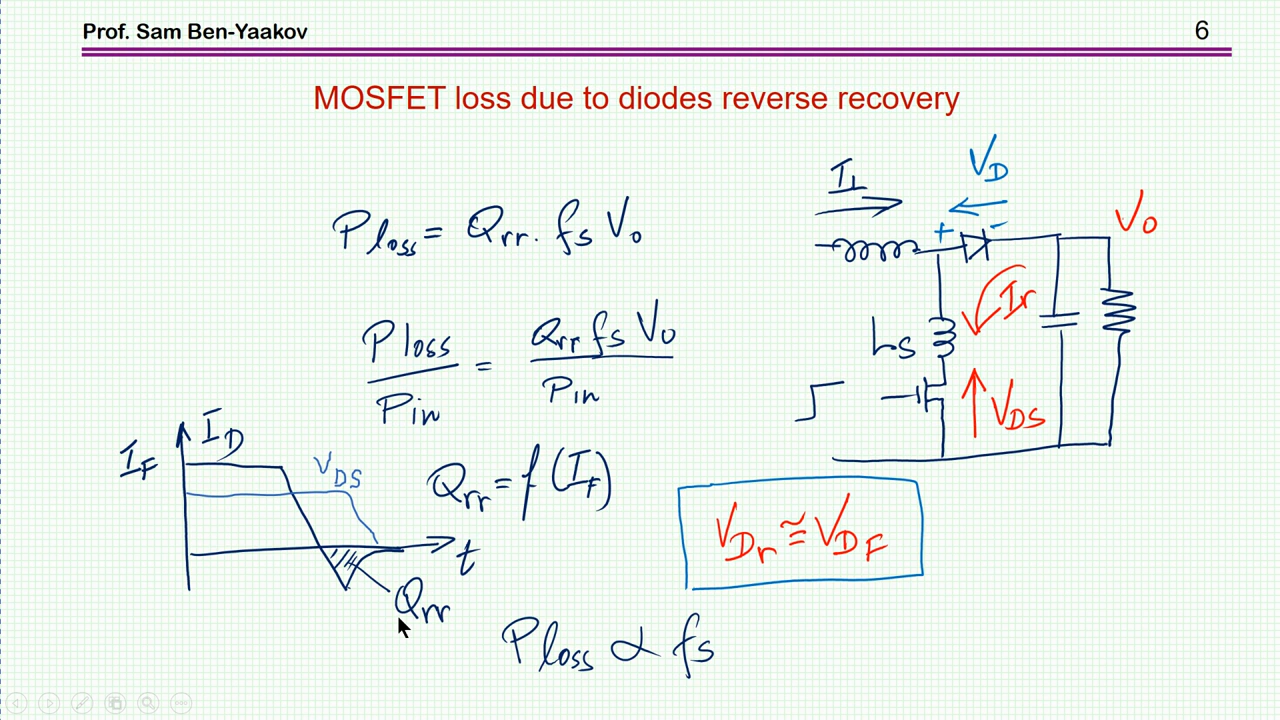 Prof. Sam Ben-Yaakov
6
MOSFET loss due to diodes reverse recovery
Ploss = Qrr. fs Vo
Ploss / Pin = Qrr fs Vo / Pin
Qrr = f (IF)
Ploss ∝ fs
IF
ID
VDS
t
Qrr
IL
VD
+
-
Vo
Ir
Ls
VDS
VDr ≅ VDF